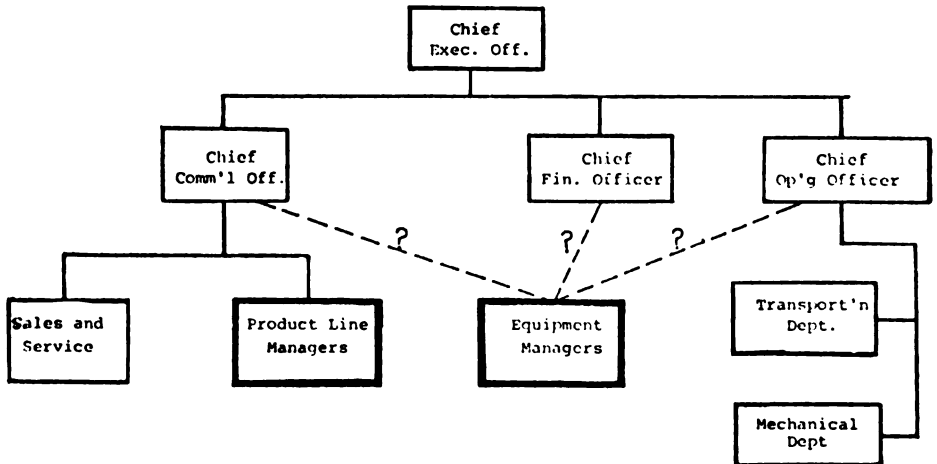 Chief
Exec. Off.
Chief
Comm'l Off.
Chief
Fin. Officer
Chief
Op'g Officer
?
?
?
Sales and
Service
Product Line
Managers
Equipment
Managers
Transport'n
Dept.
Mechanical
Dept